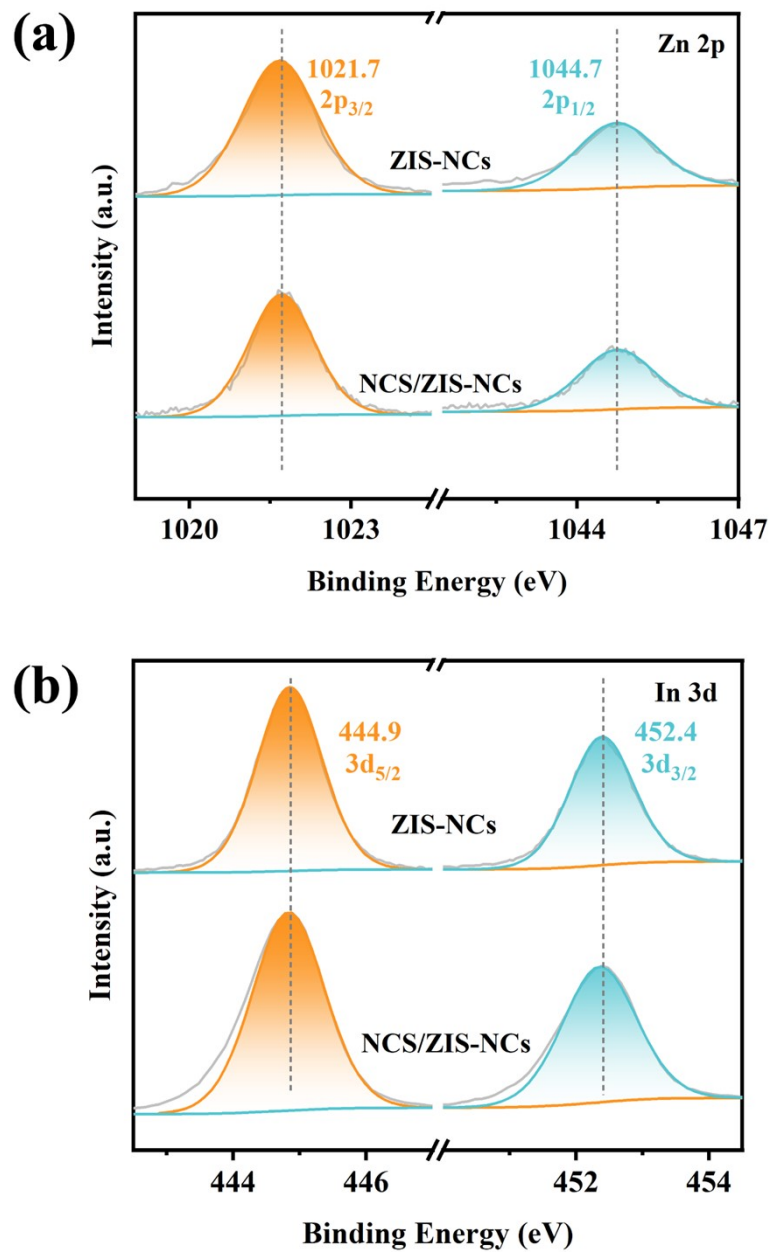 (a)
Zn 2p
1021.7
2p3/2
1044.7
2p1/2
ZIS-NCs
NCS/ZIS-NCs
Intensity (a.u.)
1020
1023
1044
1047
Binding Energy (eV)
(b)
In 3d
444.9
3d5/2
452.4
3d3/2
ZIS-NCs
NCS/ZIS-NCs
Intensity (a.u.)
444
446
452
454
Binding Energy (eV)